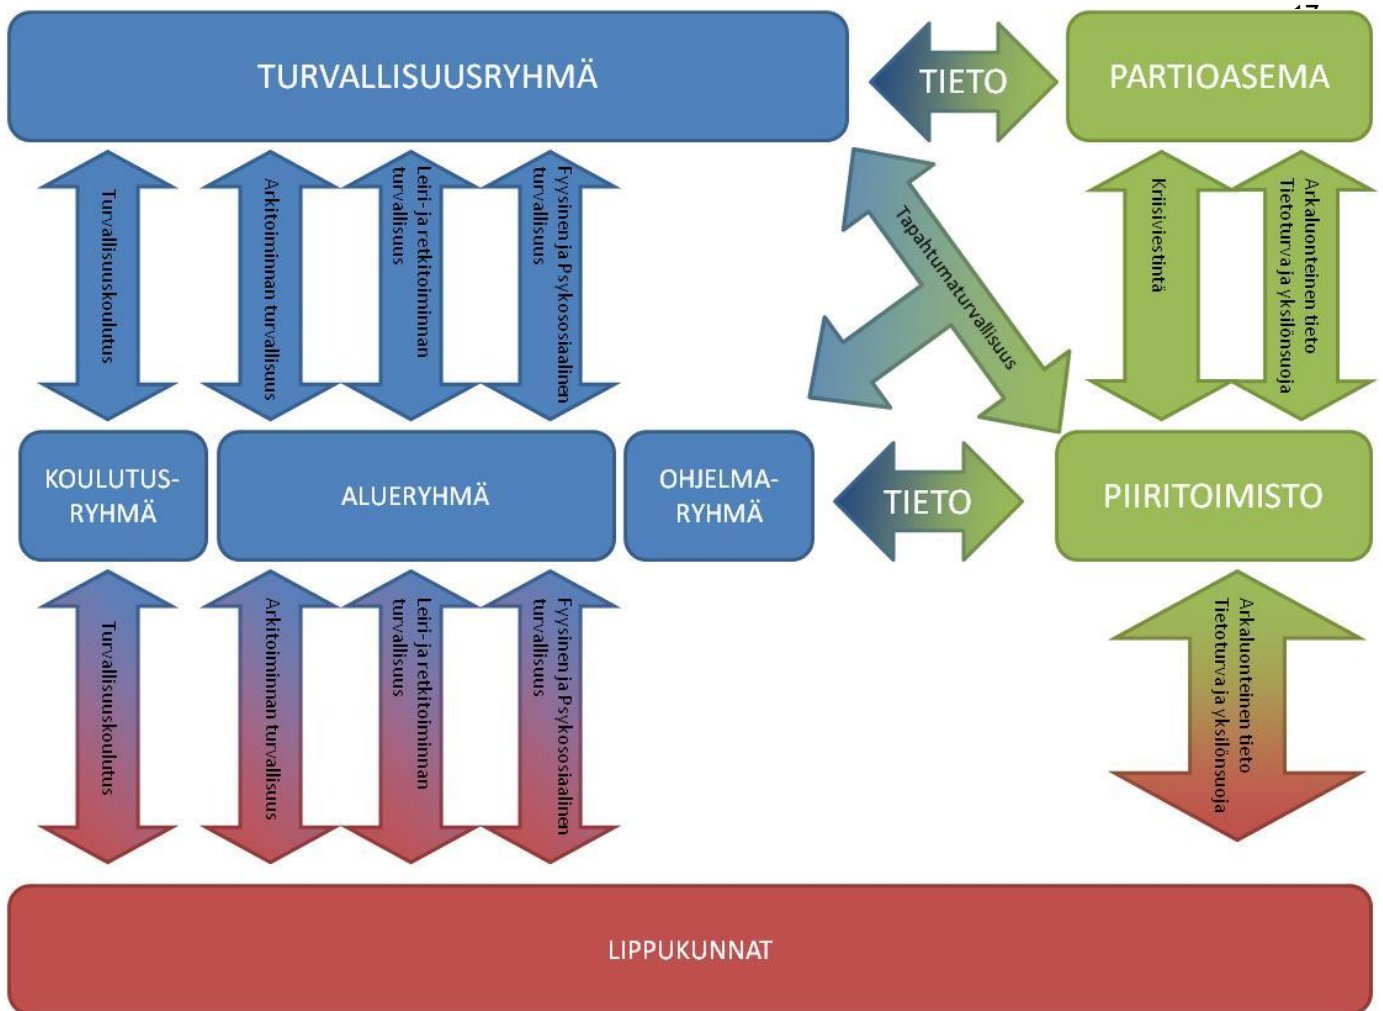 17
TURVALLISUUSRYHMÄ
TIETO
PARTIOASEMA
Turvallisuuskoulutus
Arkitoiminnan turvallisuus
Leiri- ja retkitoiminnan
turvallisuus
Fyysinen ja Psykososiaalinen
turvallisuus
Tapahtumaturvallisuus
Kriisiviestintä
Arkaluonteinen tieto
Tietoturva ja yksilönsuoja
KOULUTUS-
RYHMÄ
ALUERYHMÄ
OHJELMA-
RYHMÄ
TIETO
PIIRITOIMISTO
Turvallisuuskoulutus
Arkitoiminnan turvallisuus
Leiri- ja retkitoiminnan
turvallisuus
Fyysinen ja Psykososiaalinen
turvallisuus
Arkaluonteinen tieto
Tietoturva ja yksilönsuoja
LIPPUKUNNAT